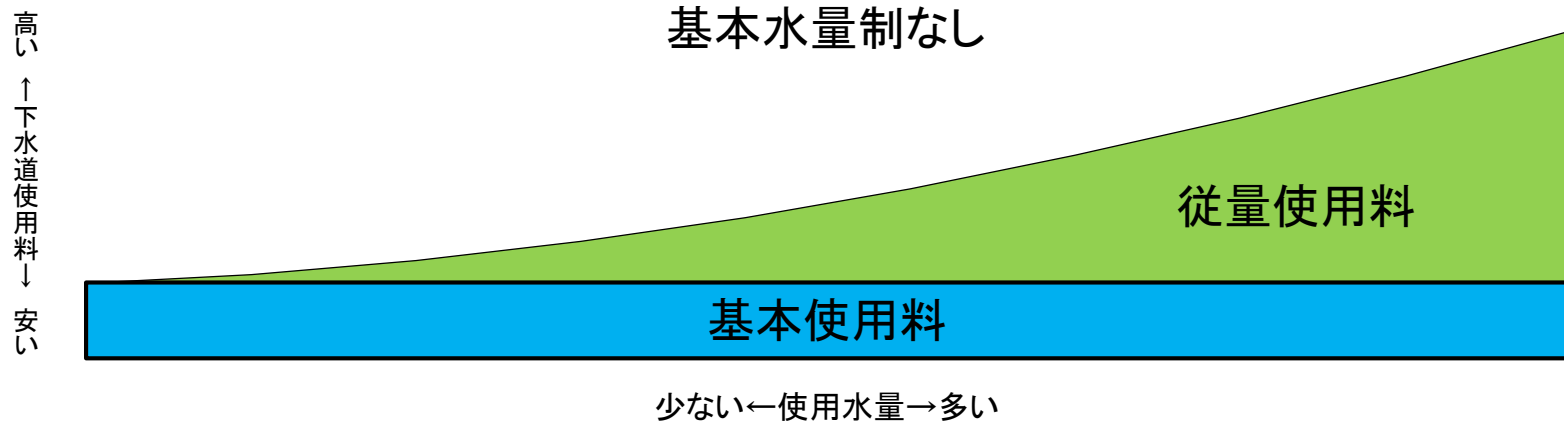 基本水量制なし
高い ↑下水道使用料↓ 安い
従量使用料
基本使用料
少ない←使用水量→多い